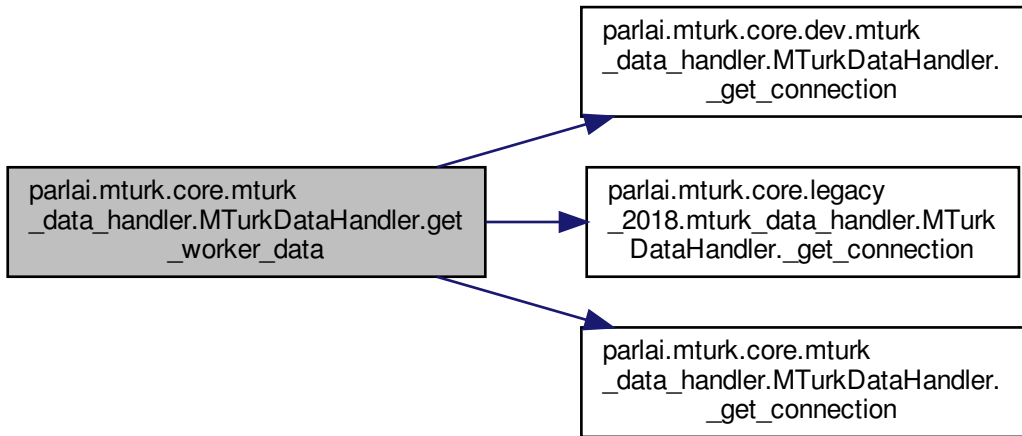 parlai.mturk.core.mturk
_data_handler.MTurkDataHandler.get
_worker_data
parlai.mturk.core.dev.mturk
_data_handler.MTurkDataHandler.
_get_connection
parlai.mturk.core.legacy
_2018.mturk_data_handler.MTurk
DataHandler._get_connection
parlai.mturk.core.mturk
_data_handler.MTurkDataHandler.
_get_connection